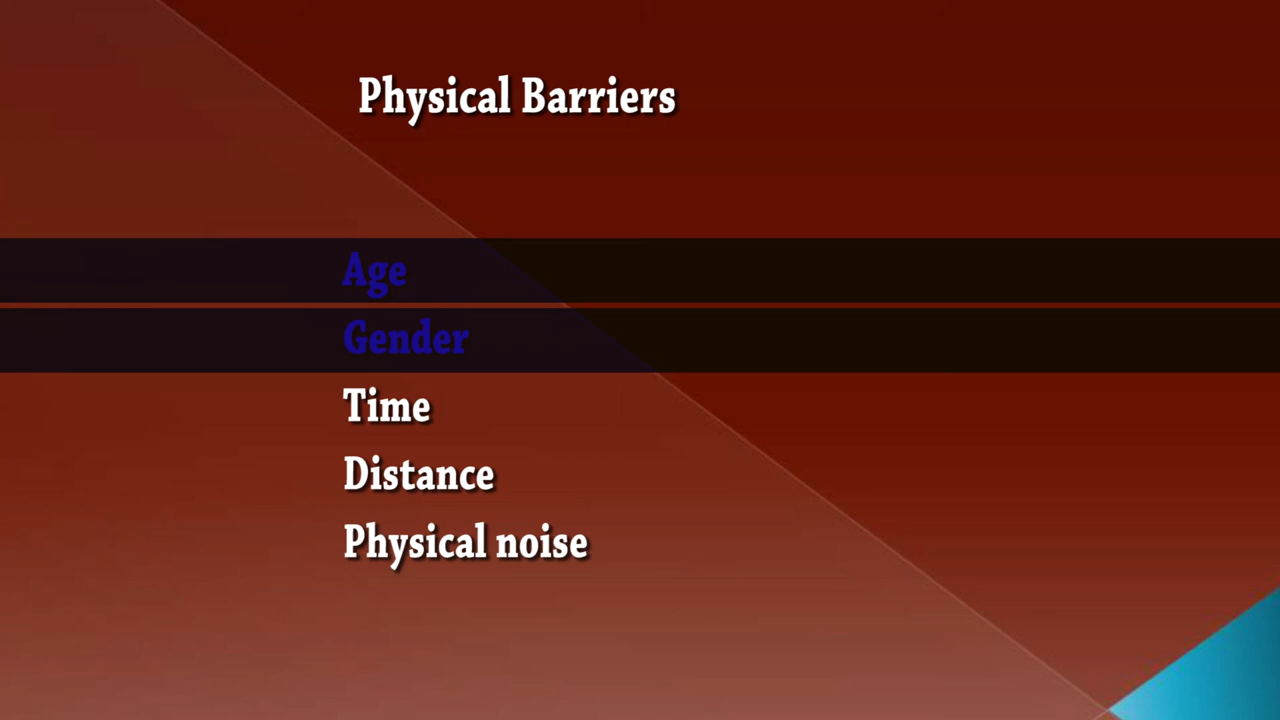 Physical Barriers
Age
Gender
Time
Distance
Physical noise